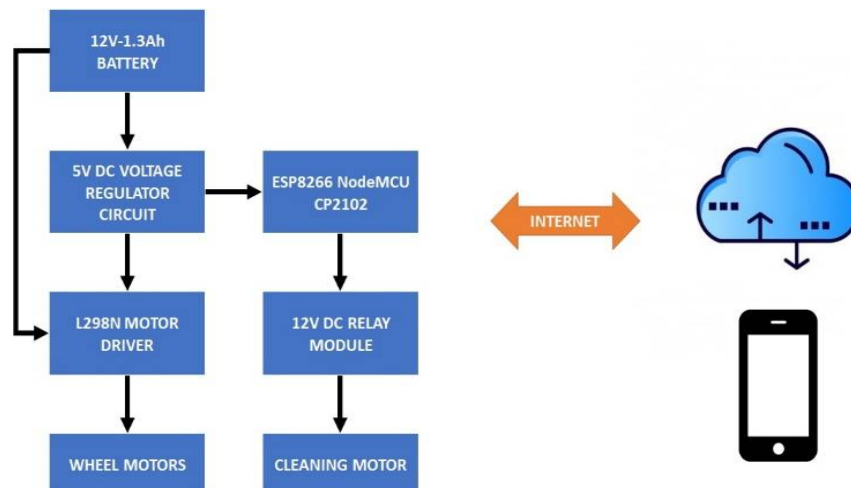 12V-1.3Ah
BATTERY
5V DC VOLTAGE
REGULATOR
CIRCUIT
ESP8266 NodeMCU
CP2102
INTERNET
L298N MOTOR
DRIVER
12V DC RELAY
MODULE
WHEEL MOTORS
CLEANING MOTOR